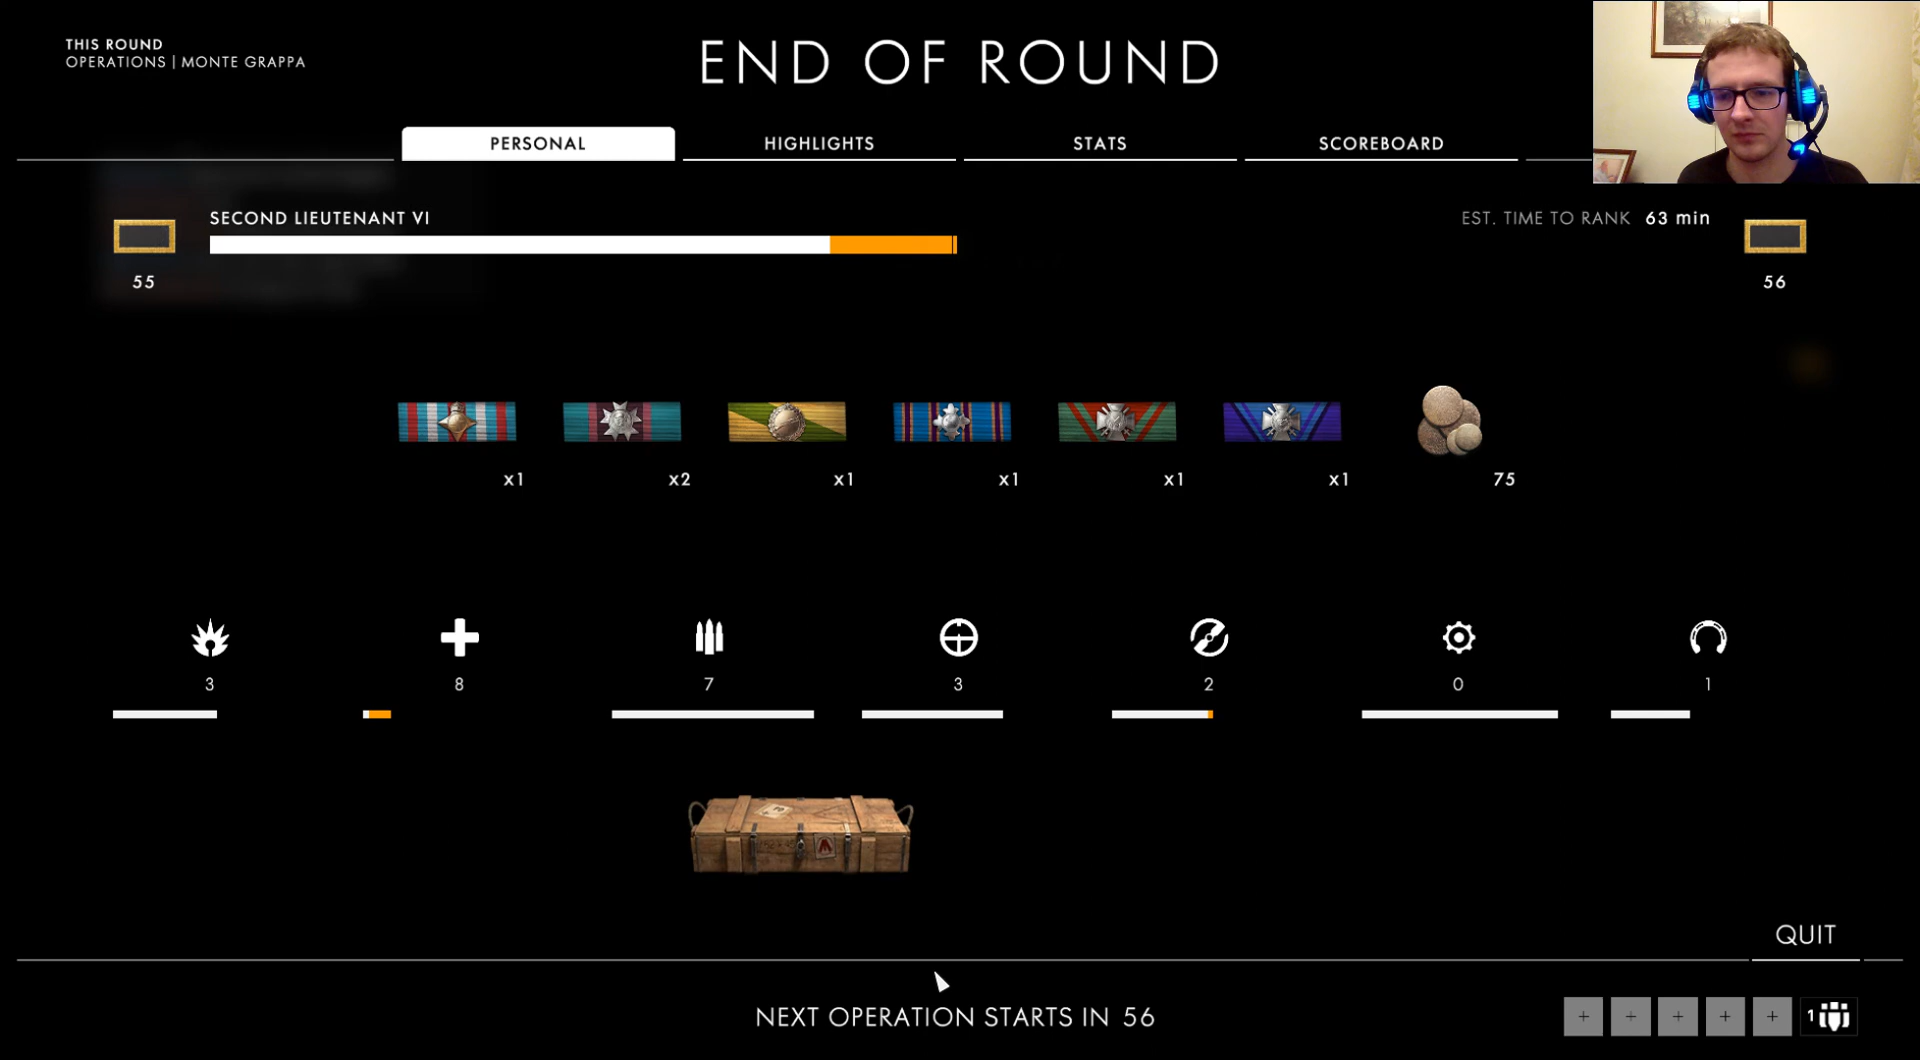 THIS ROUND
OPERATIONS | MONTE GRAPPA
END OF ROUND
PERSONAL
HIGHLIGHTS
STATS
SCOREBOARD
SECOND LIEUTENANT VI
EST. TIME TO RANK 63 min
55
56
x1
x2
x1
x1
x1
x1
75
3
8
7
3
2
0
1
QUIT
NEXT OPERATION STARTS IN 56
+ + + + + 1